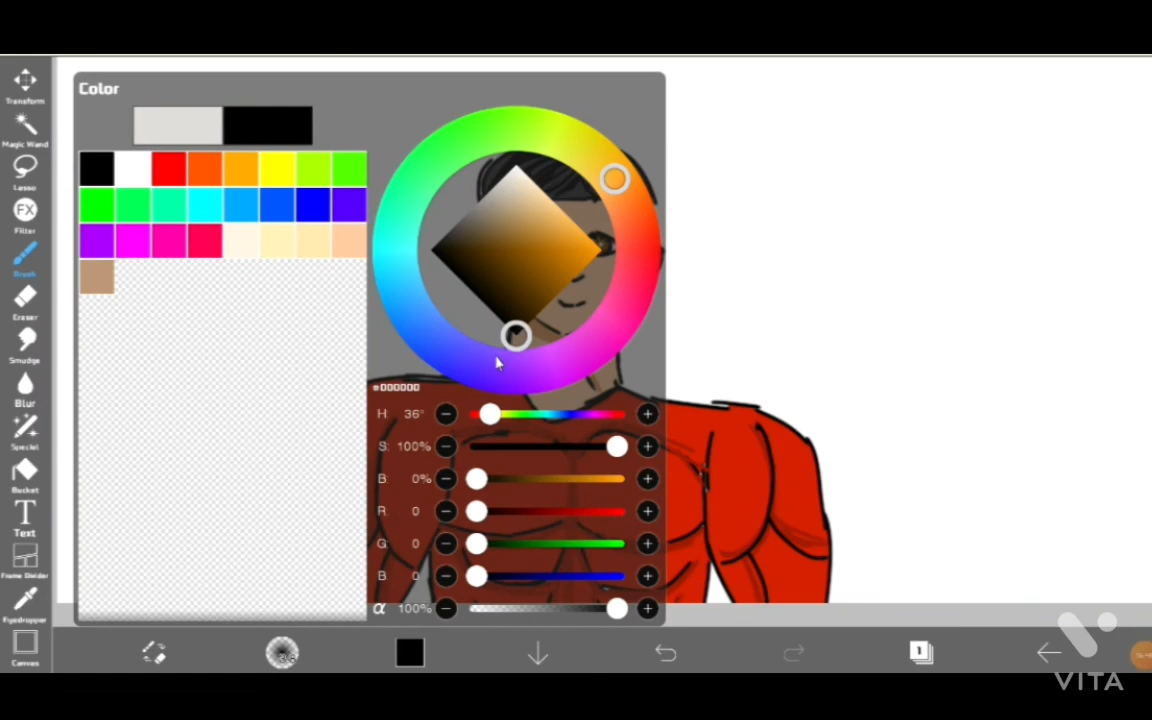 Color
Transform
Magic Wand
Lasso
FX
Filter
Brush
Eraser
Smudge
Blur
Special
Bucket
T
Text
Frame Divider
Eyedropper
Canvas
#000000
H: 36°
S: 100%
B: 0%
R: 0
G: 0
B: 0
α 100%
1
VITA